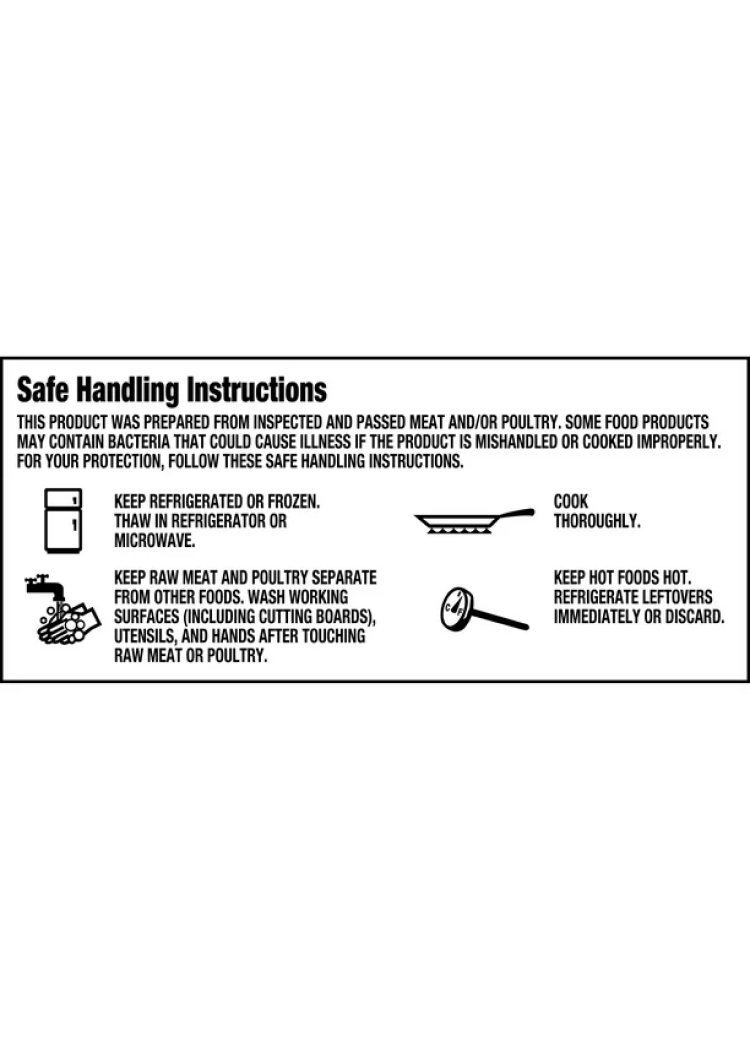 Safe Handling Instructions
THIS PRODUCT WAS PREPARED FROM INSPECTED AND PASSED MEAT AND/OR POULTRY. SOME FOOD PRODUCTS
MAY CONTAIN BACTERIA THAT COULD CAUSE ILLNESS IF THE PRODUCT IS MISHANDLED OR COOKED IMPROPERLY.
FOR YOUR PROTECTION, FOLLOW THESE SAFE HANDLING INSTRUCTIONS.
KEEP REFRIGERATED OR FROZEN.
THAW IN REFRIGERATOR OR
MICROWAVE.
COOK
THOROUGHLY.
KEEP RAW MEAT AND POULTRY SEPARATE
FROM OTHER FOODS. WASH WORKING
SURFACES (INCLUDING CUTTING BOARDS),
UTENSILS, AND HANDS AFTER TOUCHING
RAW MEAT OR POULTRY.
C F
KEEP HOT FOODS HOT.
REFRIGERATE LEFTOVERS
IMMEDIATELY OR DISCARD.